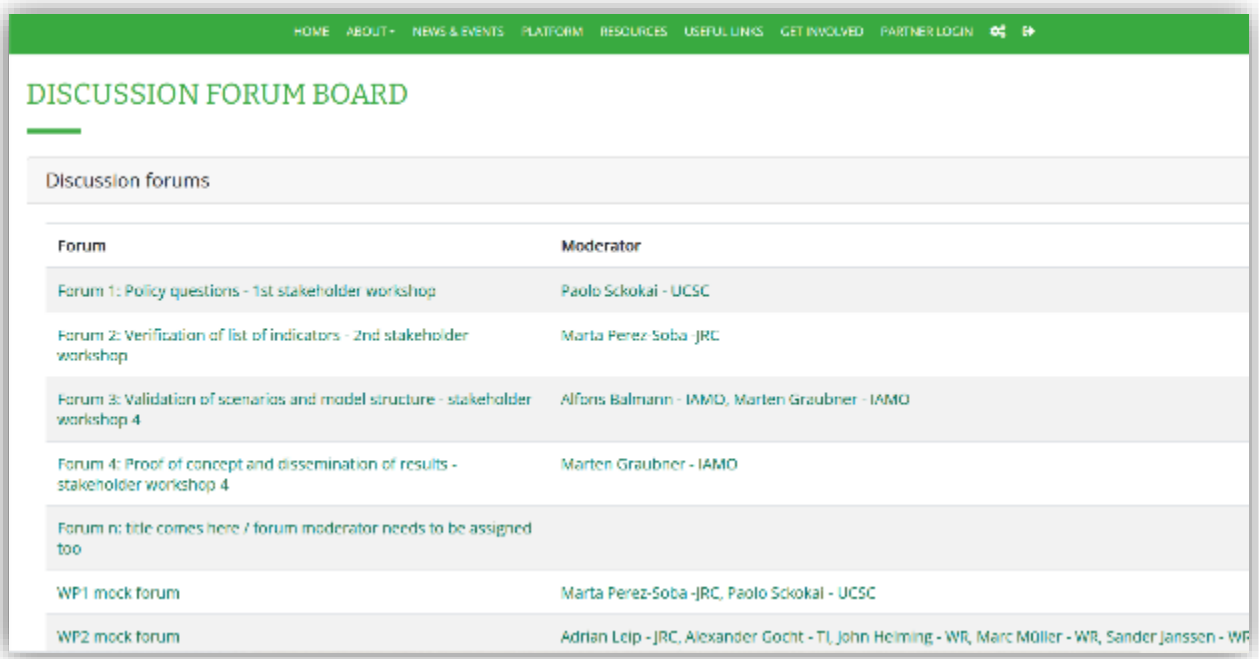 HOME ABOUT NEWS & EVENTS PLATFORM RESOURCES USEFUL LINKS GET INVOLVED PARTNER LOGIN
DISCUSSION FORUM BOARD
Discussion forums
Forum Moderator
Forum 1: Policy questions - 1st stakeholder workshop Paolo Sckokai - UCSC
Forum 2: Verification of list of indicators - 2nd stakeholder Marta Perez-Soba -JRC
workshop
Forum 3: Validation of scenarios and model structure - stakeholder Alfons Balmann - IAMO, Marten Graubner - IAMO
workshop 4
Forum 4: Proof of concept and dissemination of results - Marten Graubner - IAMO
stakeholder workshop 4
Forum n: title comes here / forum moderator needs to be assigned
too
WP1 mock forum Marta Perez-Soba -JRC, Paolo Sckokai - UCSC
WP2 mock forum Adrian Leip - JRC, Alexander Gocht - TI, John Helming - WR, Marc Müller - WR, Sander Janssen - WR